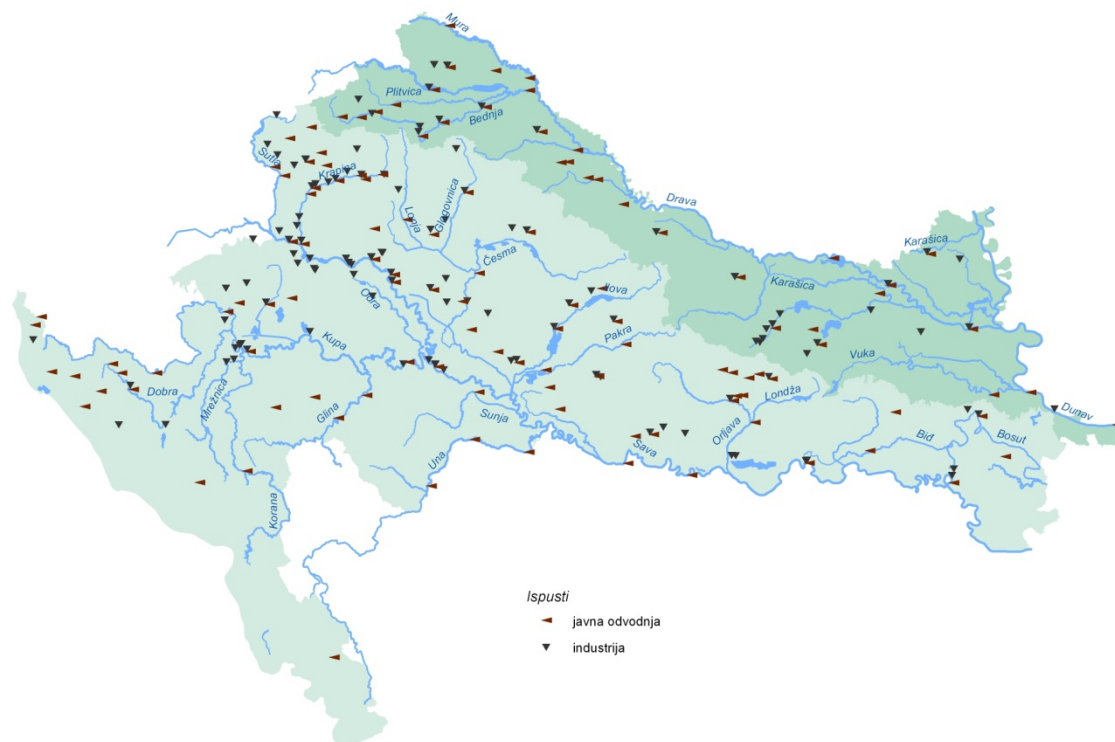 Mura
Plitvica
Bednja
Sutla
Krapina
Lonja
Glogovnica
Drava
Karašica
Česma
Odra
Ilova
Karašica
Pakra
Kupa
Vuka
Dobra
Mrežnica
Glina
Sunja
Londža
Dunav
Orljava
Una
Sava
Biđ
Bosut
Korana
Ispusti
javna odvodnja
industrija